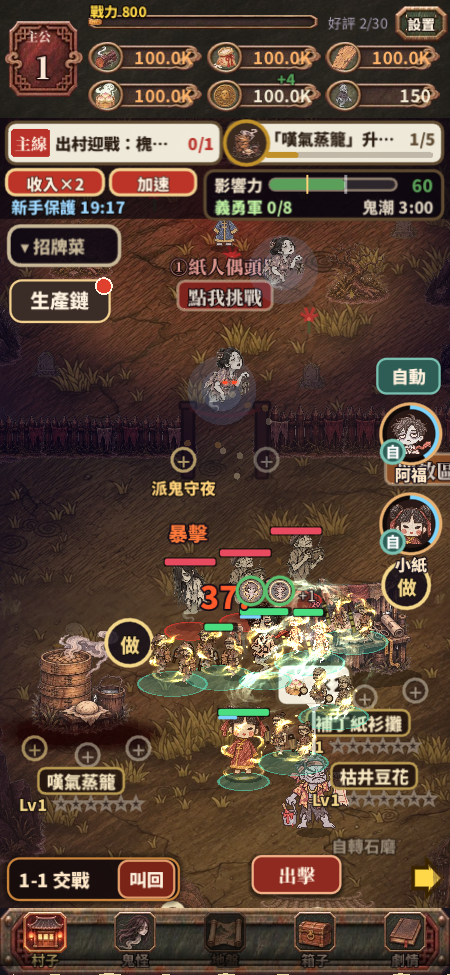 主公
1
戰力 800
好評 2/30
設置
100.0K
100.0K
100.0K
+4
100.0K
100.0K
150
主線 出村迎戰：槐… 0/1
「嘆氣蒸籠」升… 1/5
收入×2
加速
影響力 60
新手保護 19:17
義勇軍 0/8
鬼潮 3:00
▼招牌菜
生產鏈
①紙人偶頭
點我挑戰
自動
自
阿福
派鬼守夜
暴擊
自
小紙
37
+1
做
做
補丁紙衫攤
嘆氣蒸籠
枯井豆花
Lv1 ☆☆☆☆☆☆☆
Lv1
自轉石磨
1-1 交戰
叫回
出擊
村子
鬼怪
地盤
箱子
劇情